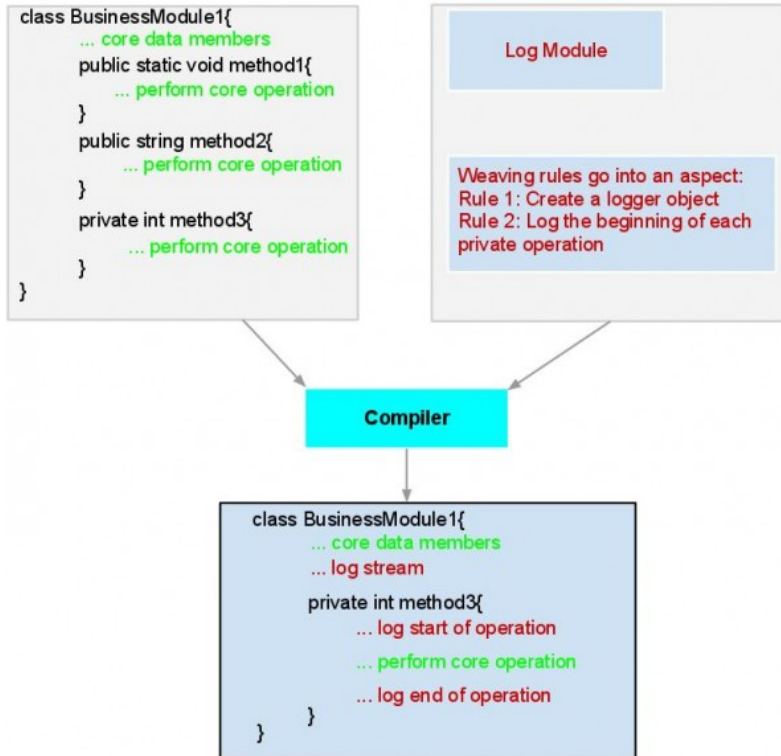 class BusinessModule1{
... core data members
public static void method1{
... perform core operation
}
public string method2{
... perform core operation
}
private int method3{
... perform core operation
}
}
Log Module
Weaving rules go into an aspect:
Rule 1: Create a logger object
Rule 2: Log the beginning of each
private operation
Compiler
class BusinessModule1{
... core data members
... log stream
private int method3{
... log start of operation
... perform core operation
... log end of operation
}
}